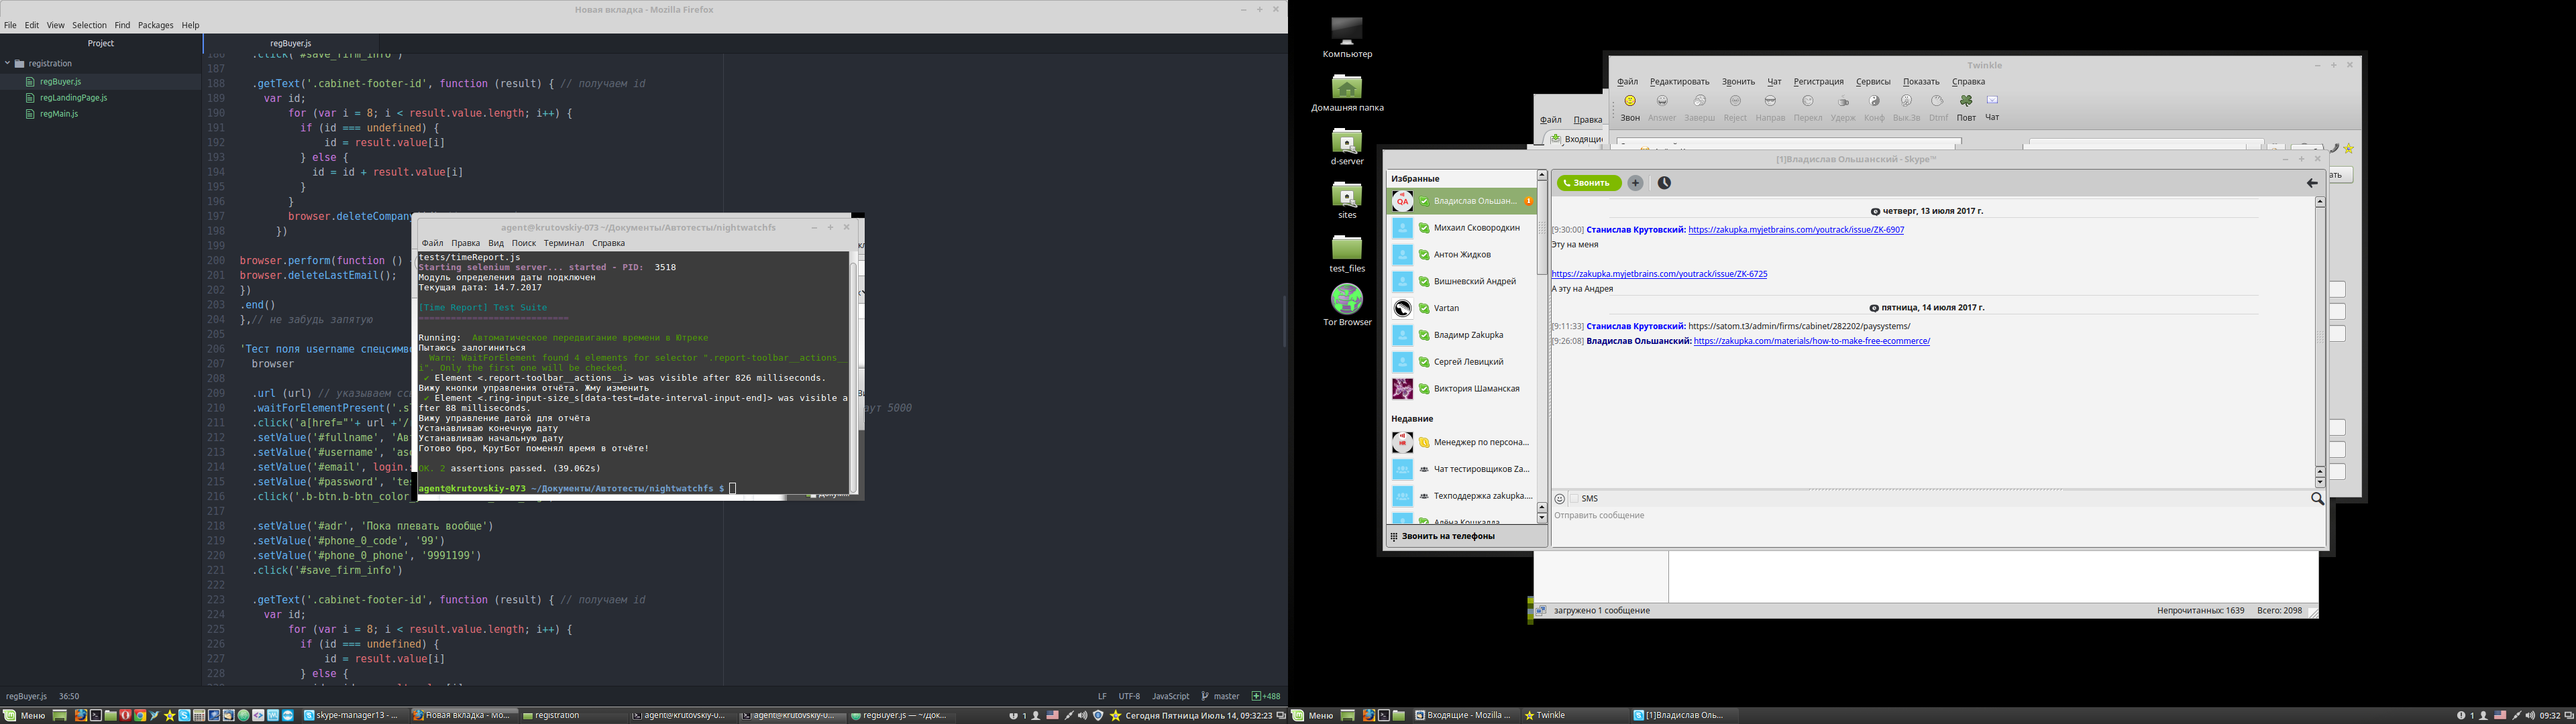 Новая вкладка - Mozilla Firefox
File Edit View Selection Find Packages Help
Project
registration
regBuyer.js
regLandingPage.js
regMain.js
regBuyer.js
187
188 .getText('.cabinet-footer-id', function (result) { // получаем id
189 var id;
190 for (var i = 8; i < result.value.length; i++) {
191 if (id === undefined) {
192 id = result.value[i]
193 } else {
194 id = id + result.value[i]
195 }
196 }
197 browser.deleteCompany
198 })
199
200 browser.perform(function ()
201 browser.deleteLastEmail();
202 })
203 .end()
204 },// не забудь запятую
205
206 'Тест поля username спецсимво
207 browser
208
209 .url (url) // указываем ссы
210 .waitForElementPresent('.s
аут 5000
211 .click('a[href="'+ url +'/
212 .setValue('#fullname', 'Ав
213 .setValue('#username', 'asd
214 .setValue('#email', login.
215 .setValue('#password', 'te
216 .click('.b-btn.b-btn_color
217
218 .setValue('#adr', 'Пока плевать вообще')
219 .setValue('#phone_0_code', '99')
220 .setValue('#phone_0_phone', '9991199')
221 .click('#save_firm_info')
222
223 .getText('.cabinet-footer-id', function (result) { // получаем id
224 var id;
225 for (var i = 8; i < result.value.length; i++) {
226 if (id === undefined) {
227 id = result.value[i]
228 } else {
regBuyer.js 36:50
LF UTF-8 JavaScript master +488
agent@krutovskiy-073 ~/Документы/Автотесты/nightwatchfs
Файл Правка Вид Поиск Терминал Справка
tests/timeReport.js
Starting selenium server... started - PID: 3518
Модуль определения даты подключен
Текущая дата: 14.7.2017
[Time Report] Test Suite
============================
Running: Автоматическое передвигание времени в Ютреке
Пытаюсь залогиниться
Warn: WaitForElement found 4 elements for selector ".report-toolbar__actions__
i". Only the first one will be checked.
✔ Element <.report-toolbar__actions__i> was visible after 826 milliseconds.
Вижу кнопки управления отчёта. Жму изменить
✔ Element <.ring-input-size_s[data-test=date-interval-input-end]> was visible a
fter 88 milliseconds.
Вижу управление датой для отчёта
Устанавливаю конечную дату
Устанавливаю начальную дату
Готово бро, КрутБот поменял время в отчёте!
OK. 2 assertions passed. (39.062s)
agent@krutovskiy-073 ~/Документы/Автотесты/nightwatchfs $
Меню
skype-manager13 - ...
Новая вкладка - Mo...
registration
agent@krutovskiy-0...
agent@krutovskiy-0...
regBuyer.js — ~/Док...
1
Сегодня Пятница Июль 14, 09:32:23
Компьютер
Домашняя папка
d-server
sites
test_files
Tor Browser
Twinkle
Файл Редактировать Звонить Чат Регистрация Сервисы Показать Справка
Звон Answer Заверш Reject Направ Перекл Удерж Конф Вык.Зв Dtmf Повт Чат
Файл Правка
Входящие
ать
[1]Владислав Ольшанский - Skype™
Избранные
Владислав Ольшан...
Михаил Сковородкин
Антон Жидков
Вишневский Андрей
Vartan
Владимр Zakupka
Сергей Левицкий
Виктория Шаманская
Недавние
Менеджер по персона...
Чат тестировщиков Za...
Техподдержка zakupka....
Алёна Кошкалда
Звонить на телефоны
Звонить
четверг, 13 июля 2017 г.
[9:30:00] Станислав Крутовский: https://zakupka.myjetbrains.com/youtrack/issue/ZK-6907
Эту на меня
https://zakupka.myjetbrains.com/youtrack/issue/ZK-6725
А эту на Андрея
пятница, 14 июля 2017 г.
[9:11:33] Станислав Крутовский: https://satom.t3/admin/firms/cabinet/282202/paysystems/
[9:26:08] Владислав Ольшанский: https://zakupka.com/materials/how-to-make-free-ecommerce/
SMS
Отправить сообщение
загружено 1 сообщение
Непрочитанных: 1639 Всего: 2098
Меню
Входящие - Mozilla ...
Twinkle
[1]Владислав Оль...
1
09:32